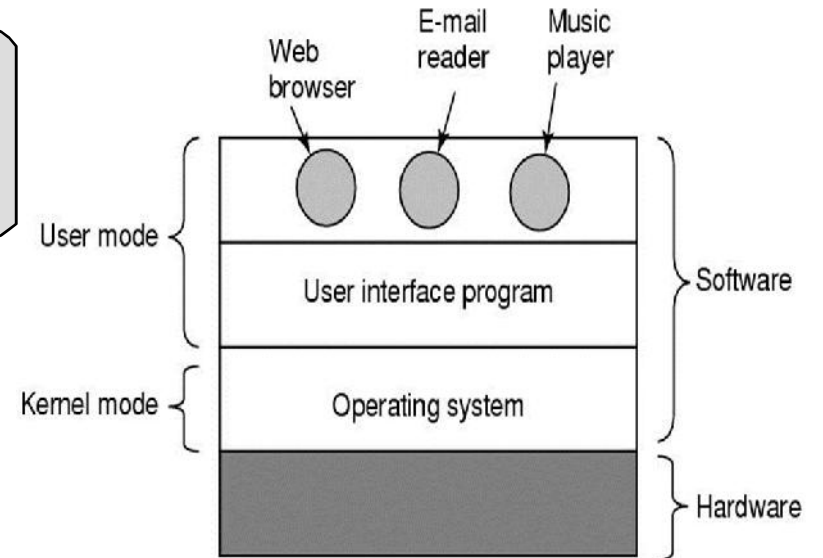 Web
browser
E-mail
reader
Music
player
User mode
User interface program
Software
Kernel mode
Operating system
Hardware